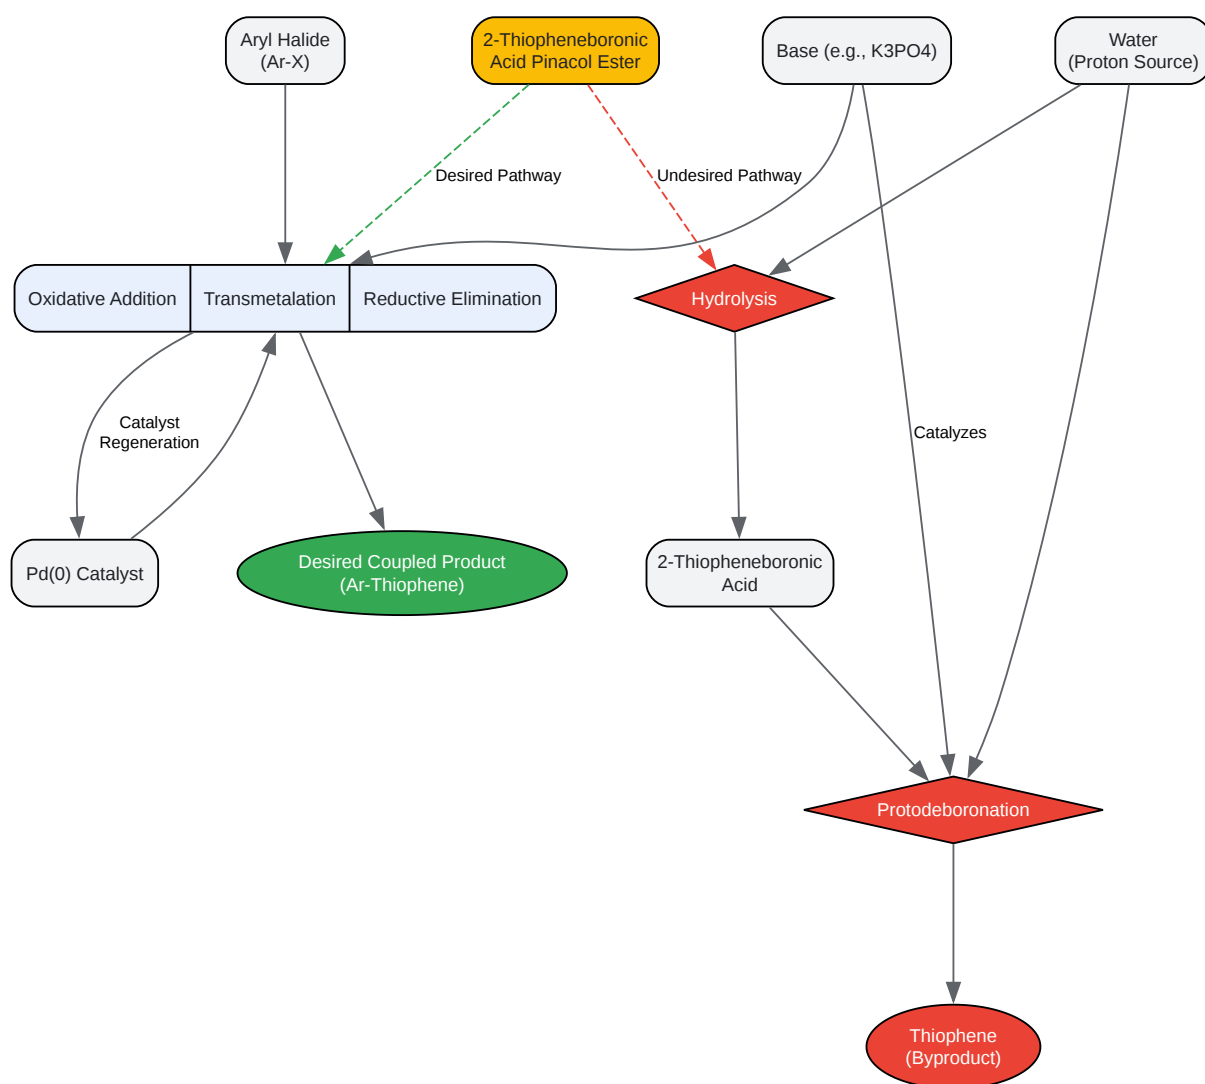 Aryl Halide
(Ar-X)
2-Thiopheneboronic
Acid Pinacol Ester
Base (e.g., K3PO4)
Water
(Proton Source)
Desired Pathway
Undesired Pathway
Oxidative Addition
Transmetalation
Reductive Elimination
Hydrolysis
Catalyst
Regeneration
Catalyzes
Pd(0) Catalyst
Desired Coupled Product
(Ar-Thiophene)
2-Thiopheneboronic
Acid
Protodeboronation
Thiophene
(Byproduct)